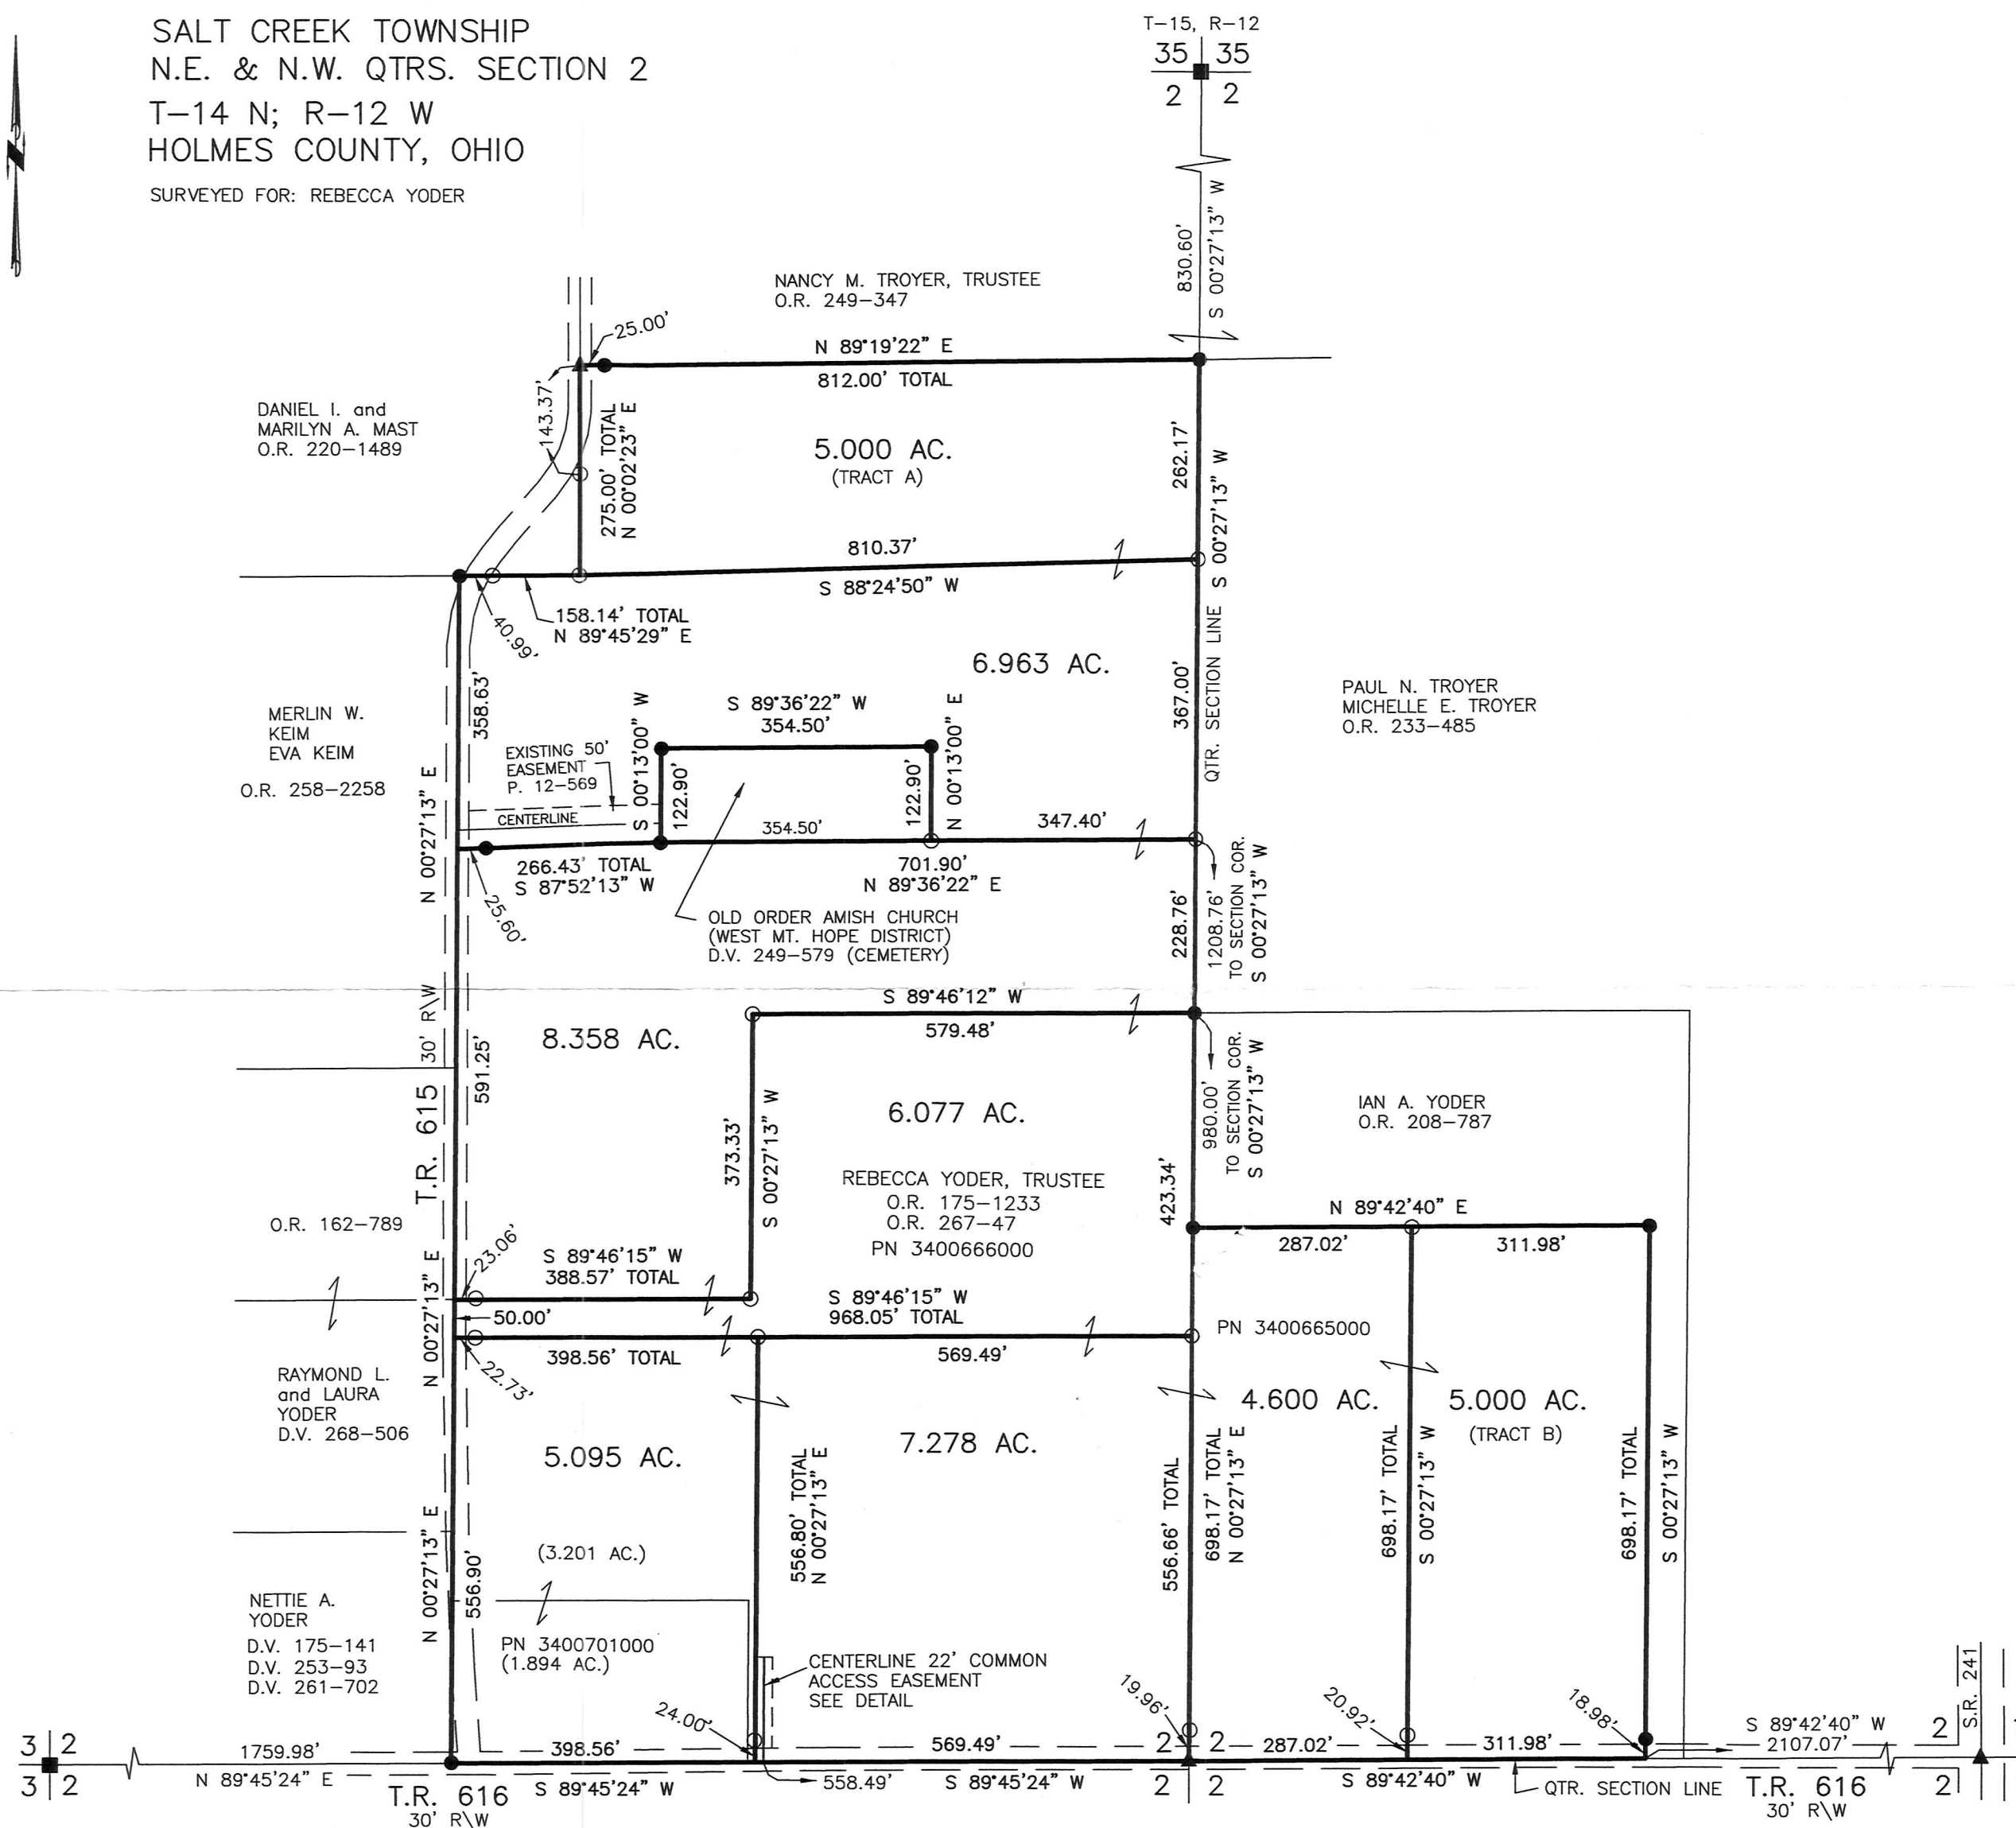 SALT CREEK TOWNSHIP
N.E. & N.W. QTRS. SECTION 2
T-14 N; R-12 W
HOLMES COUNTY, OHIO
SURVEYED FOR: REBECCA YODER
T-15, R-12
35 35
2 2
830.60'
S 00°27'13" W
NANCY M. TROYER, TRUSTEE
O.R. 249-347
25.00'
N 89°19'22" E
812.00' TOTAL
143.37'
275.00' TOTAL
N 00°02'23" E
DANIEL I. and
MARILYN A. MAST
O.R. 220-1489
5.000 AC.
(TRACT A)
262.17'
S 00°27'13" W
810.37'
S 88°24'50" W
158.14' TOTAL
N 89°45'29" E
40.99'
6.963 AC.
367.00'
QTR. SECTION LINE
PAUL N. TROYER
MICHELLE E. TROYER
O.R. 233-485
358.63'
MERLIN W.
KEIM
EVA KEIM
O.R. 258-2258
N 00°27'13" E
EXISTING 50'
EASEMENT
P. 12-569
CENTERLINE
S 00°13'00" W
122.90'
S 89°36'22" W
354.50'
122.90'
N 00°13'00" E
354.50'
347.40'
266.43' TOTAL
S 87°52'13" W
25.60'
701.90'
N 89°36'22" E
OLD ORDER AMISH CHURCH
(WEST MT. HOPE DISTRICT)
D.V. 249-579 (CEMETERY)
228.76'
1208.76'
TO SECTION COR.
S 00°27'13" W
30' R\W
T.R. 615
591.25'
8.358 AC.
S 89°46'12" W
579.48'
373.33'
S 00°27'13" W
6.077 AC.
REBECCA YODER, TRUSTEE
O.R. 175-1233
O.R. 267-47
PN 3400666000
980.00'
TO SECTION COR.
S 00°27'13" W
423.34'
IAN A. YODER
O.R. 208-787
N 89°42'40" E
287.02'
311.98'
O.R. 162-789
N 00°27'13" E
23.06'
S 89°46'15" W
388.57' TOTAL
50.00'
S 89°46'15" W
968.05' TOTAL
22.73'
398.56' TOTAL
569.49'
PN 3400665000
RAYMOND L.
and LAURA
YODER
D.V. 268-506
5.095 AC.
7.278 AC.
4.600 AC.
5.000 AC.
(TRACT B)
556.80' TOTAL
N 00°27'13" E
556.66' TOTAL
698.17' TOTAL
N 00°27'13" E
698.17' TOTAL
S 00°27'13" W
698.17' TOTAL
S 00°27'13" W
N 00°27'13" E
556.90'
(3.201 AC.)
NETTIE A.
YODER
D.V. 175-141
D.V. 253-93
D.V. 261-702
PN 3400701000
(1.894 AC.)
CENTERLINE 22' COMMON
ACCESS EASEMENT
SEE DETAIL
24.00'
19.96'
20.92'
18.98'
S.R. 241
3 2
3 2
1759.98'
N 89°45'24" E
398.56'
S 89°45'24" W
558.49'
569.49'
S 89°45'24" W
2 2
2 2
287.02'
311.98'
S 89°42'40" W
QTR. SECTION LINE
S 89°42'40" W
2107.07'
2
2
T.R. 616
30' R\W
T.R. 616
30' R\W